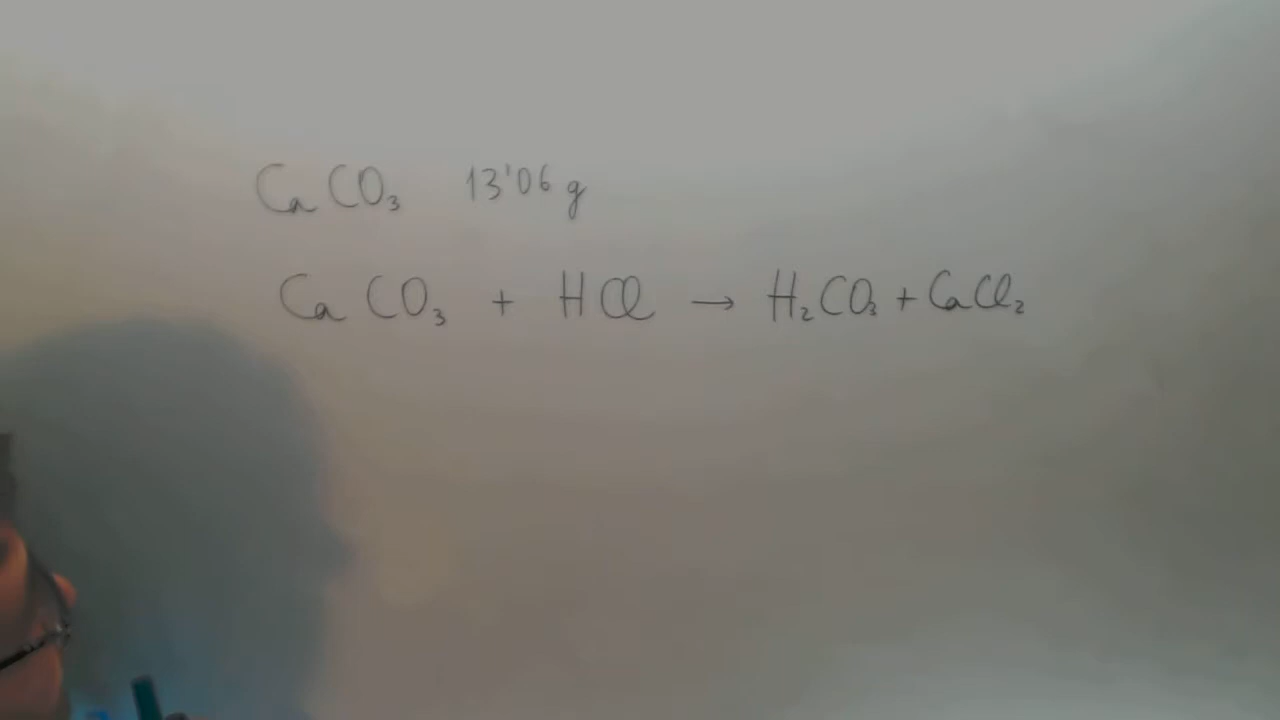 CaCO₃ 13'06 g
CaCO₃ + HCl → H₂CO₃ + CaCl₂